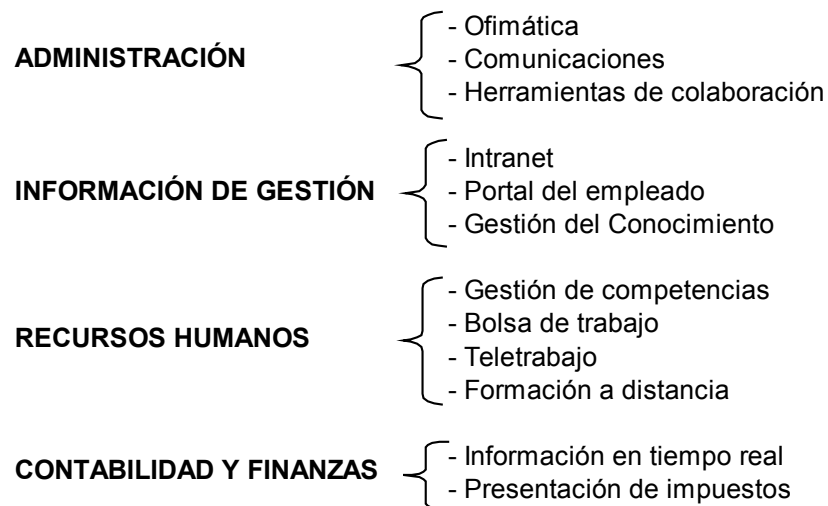 ADMINISTRACIÓN
- Ofimática
- Comunicaciones
- Herramientas de colaboración
INFORMACIÓN DE GESTIÓN
- Intranet
- Portal del empleado
- Gestión del Conocimiento
RECURSOS HUMANOS
- Gestión de competencias
- Bolsa de trabajo
- Teletrabajo
- Formación a distancia
CONTABILIDAD Y FINANZAS
- Información en tiempo real
- Presentación de impuestos